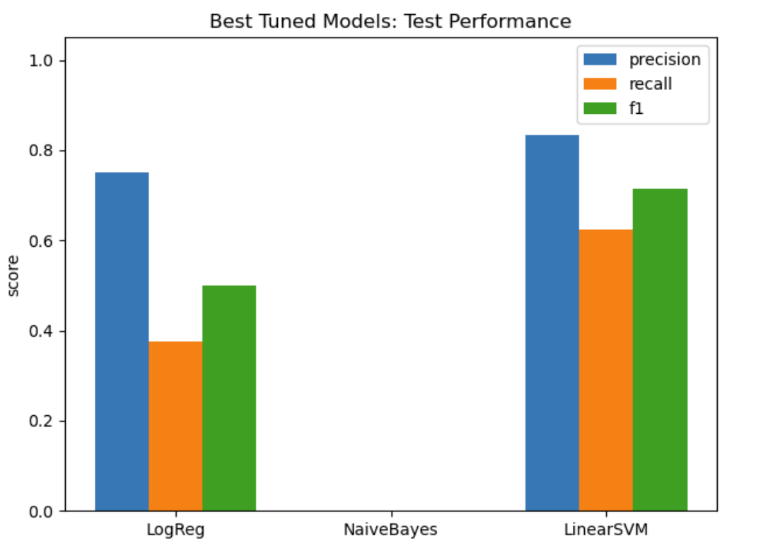 Best Tuned Models: Test Performance
precision
recall
f1
1.0
0.8
0.6
0.4
0.2
0.0
score
LogReg NaiveBayes LinearSVM